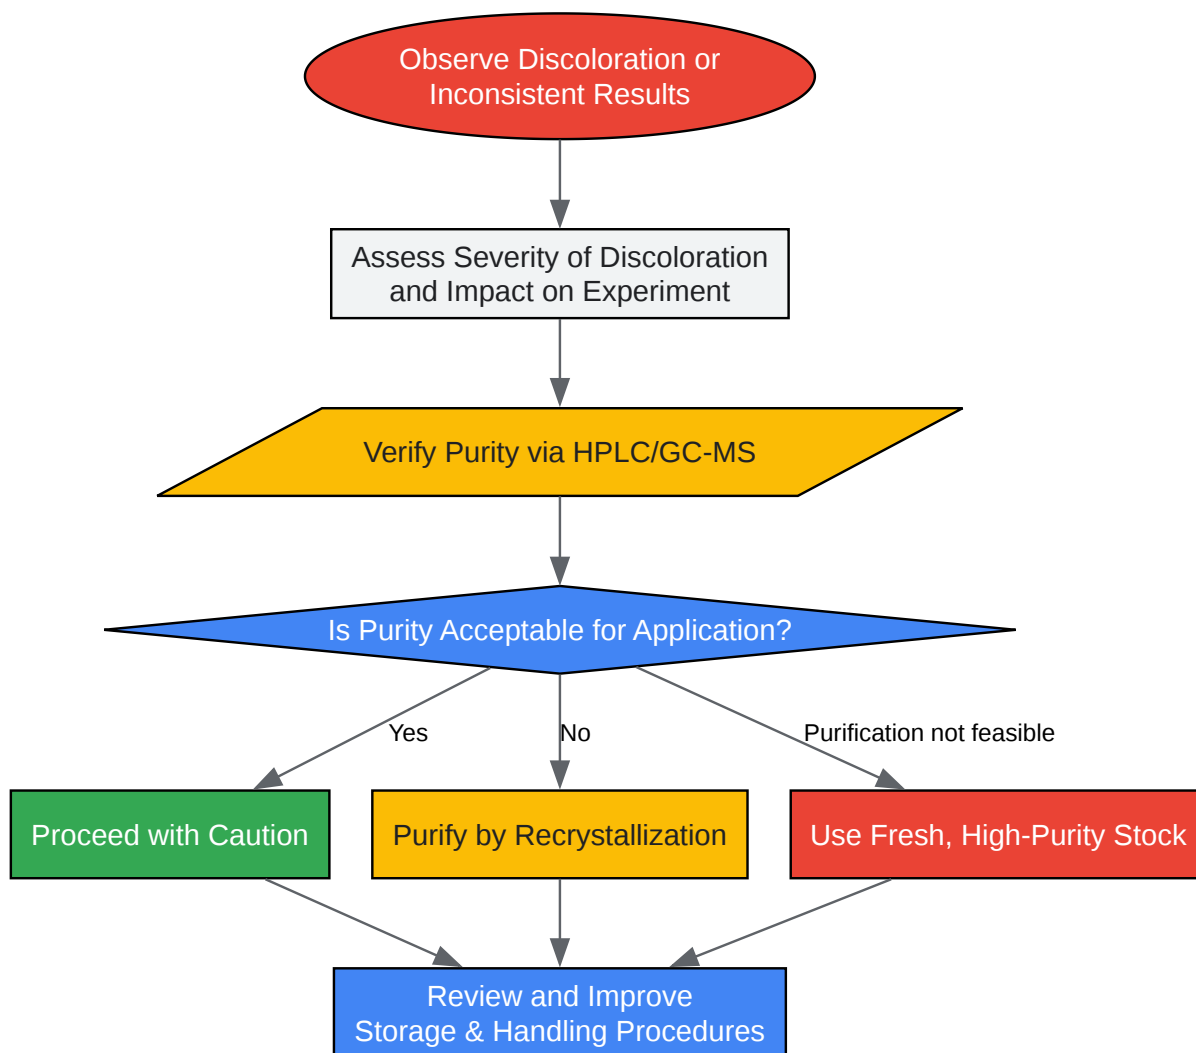 Observe Discoloration or
Inconsistent Results
Assess Severity of Discoloration
and Impact on Experiment
Verify Purity via HPLC/GC-MS
Is Purity Acceptable for Application?
Yes
No
Purification not feasible
Proceed with Caution
Purify by Recrystallization
Use Fresh, High-Purity Stock
Review and Improve
Storage & Handling Procedures